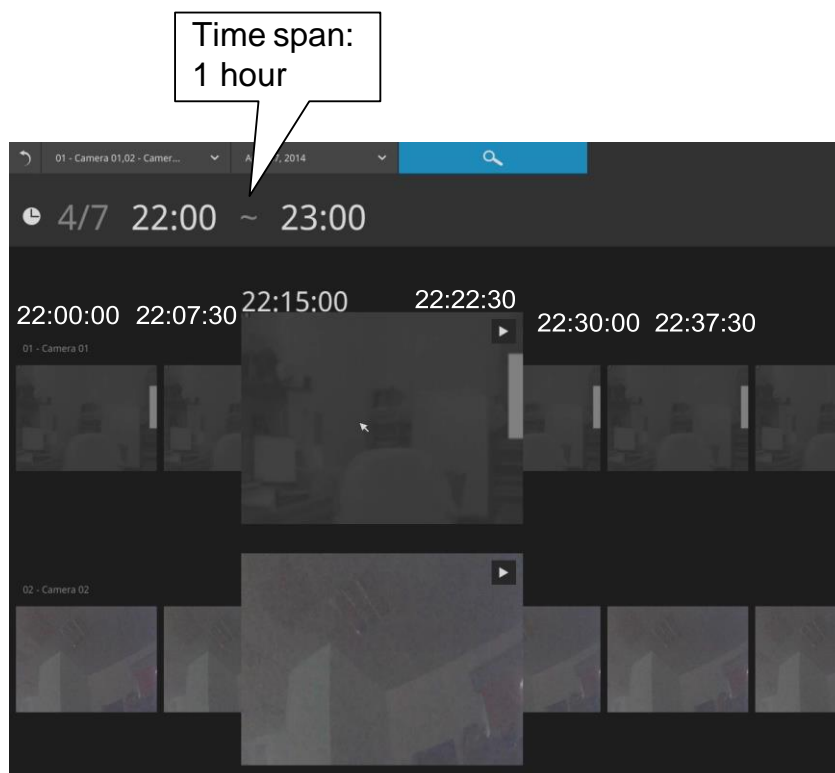 Time span:
1 hour
01 - Camera 01,02 - Camer...
7, 2014
4/7 22:00 ~ 23:00
22:00:00 22:07:30 22:15:00 22:22:30 22:30:00 22:37:30
01 - Camera 01
02 - Camera 02